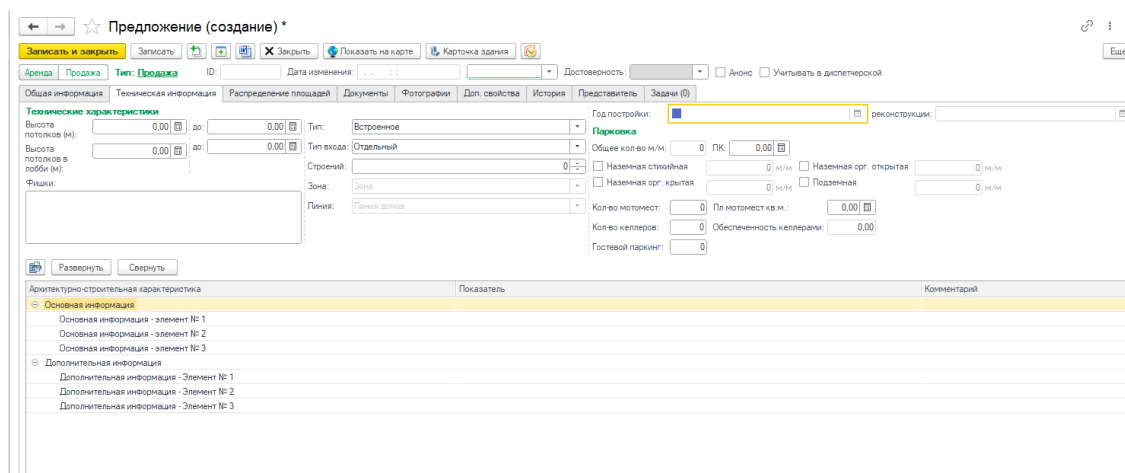 Предложение (создание) *
Записать и закрыть Записать Закрыть Показать на карте Карточка здания Еще
Аренда Продажа Тип: Продажа ID: Дата изменения: . . : : Достоверность: Анонс Учитывать в диспетчерской
Общая информация Техническая информация Распределение площадей Документы Фотографии Доп. свойства История Представитель Задачи (0)
Технические характеристики Год постройки: реконструкции:
Высота потолков (м): 0,00 до: 0,00 Тип: Встроенное Парковка
Высота потолков в лобби (м): 0,00 до: 0,00 Тип входа: Отдельный Общее кол-во м/м: 0 ПК: 0,00
Строений: 0 Наземная стихийная 0 м/м Наземная орг. открытая 0 м/м
Фишки: Зона: Зона Наземная орг. крытая 0 м/м Подземная 0 м/м
Линия: Линия домов Кол-во мотомест: 0 Пл.мотомест кв.м.: 0,00
Кол-во келлеров: 0 Обеспеченность келлерами: 0,00
Гостевой паркинг: 0
Развернуть Свернуть
Архитектурно-строительная характеристика Показатель Комментарий
Основная информация
Основная информация - элемент № 1
Основная информация - элемент № 2
Основная информация - элемент № 3
Дополнительная информация
Дополнительная информация - Элемент № 1
Дополнительная информация - Элемент № 2
Дополнительная информация - Элемент № 3